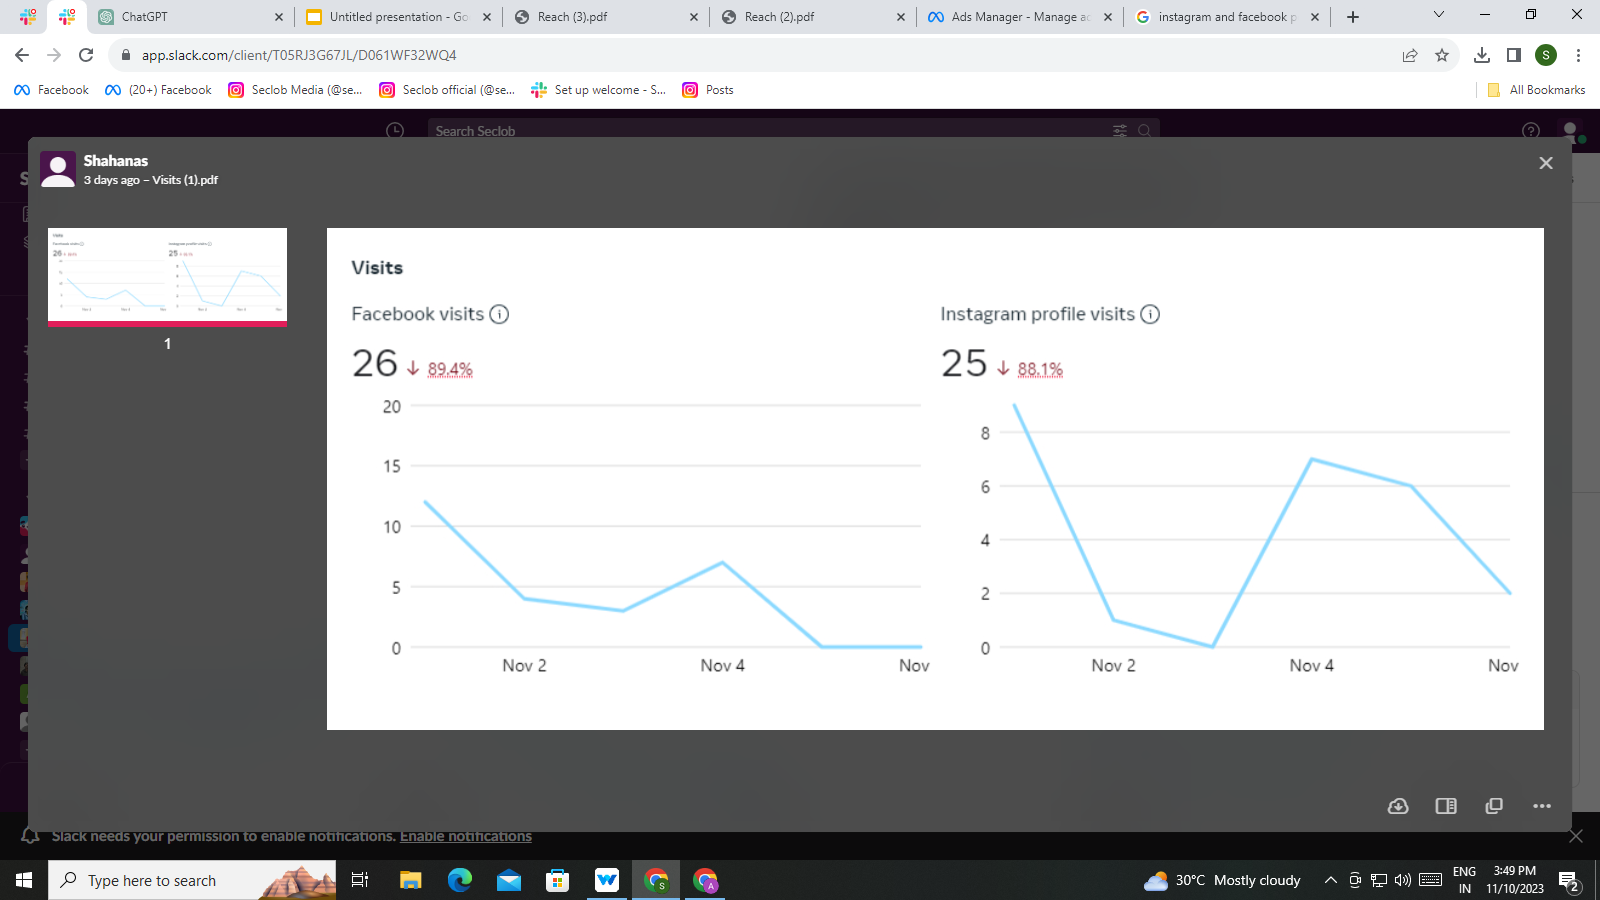 ChatGPT
Untitled presentation - Go
Reach (3).pdf
Reach (2).pdf
Ads Manager - Manage ad
instagram and facebook p
app.slack.com/client/T05RJ3G67JL/D061WF32WQ4
S
Facebook
(20+) Facebook
Seclob Media (@se...
Seclob official (@se...
Set up welcome - S...
Posts
All Bookmarks
Search Seclob
Shahanas
3 days ago – Visits (1).pdf
1
Visits
Facebook visits
26 ↓ 89.4%
20
15
10
5
0
Nov 2
Nov 4
Nov
Instagram profile visits
25 ↓ 88.1%
8
6
4
2
0
Nov 2
Nov 4
Nov
Slack needs your permission to enable notifications. Enable notifications
Type here to search
30°C Mostly cloudy
ENG
IN
3:49 PM
11/10/2023
2